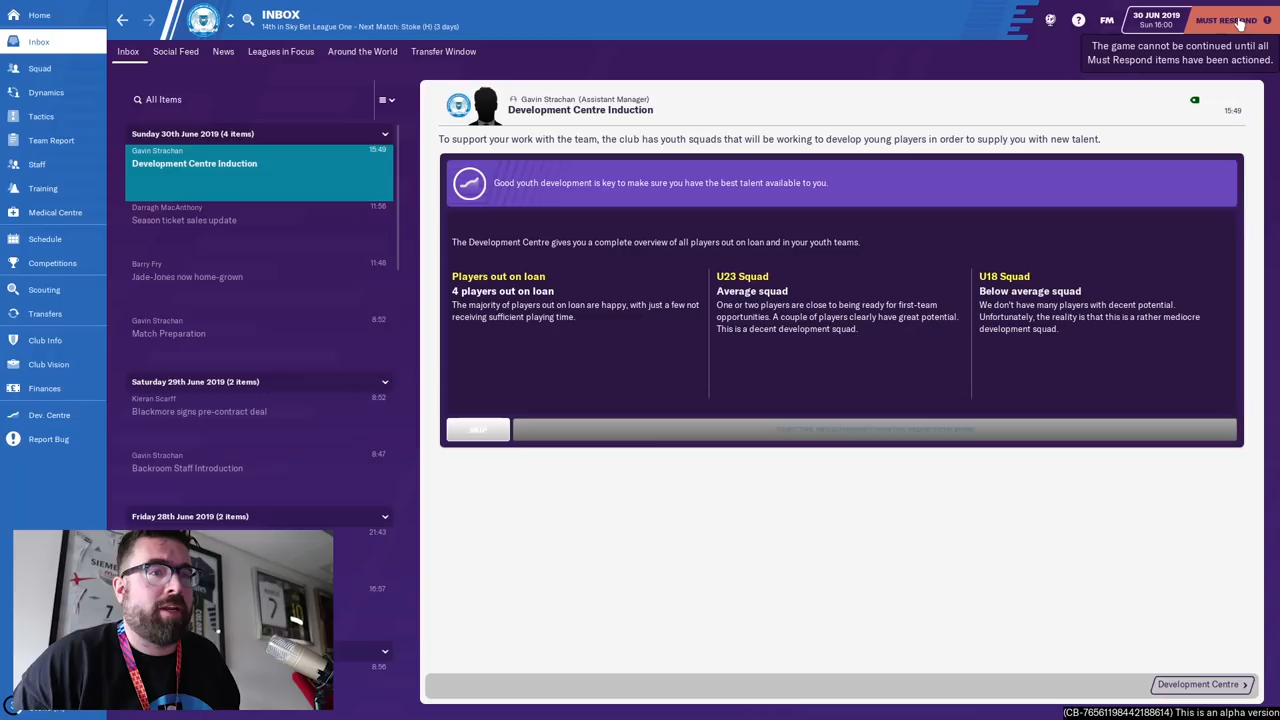 Home
Inbox
Squad
Dynamics
Tactics
Team Report
Staff
Training
Medical Centre
Schedule
Competitions
Scouting
Transfers
Club Info
Club Vision
Finances
Dev. Centre
Report Bug
INBOX
14th in Sky Bet League One - Next Match: Stoke (H) (3 days)
?
FM
30 JUN 2019
Sun 16:00
MUST RESPOND
The game cannot be continued until all
Must Respond items have been actioned.
Inbox
Social Feed
News
Leagues in Focus
Around the World
Transfer Window
All Items
Sunday 30th June 2019 (4 items)
Gavin Strachan
15:49
Development Centre Induction
Darragh MacAnthony
11:56
Season ticket sales update
Barry Fry
11:48
Jade-Jones now home-grown
Gavin Strachan
8:52
Match Preparation
Saturday 29th June 2019 (2 items)
Kieran Scarff
8:52
Blackmore signs pre-contract deal
Gavin Strachan
8:47
Backroom Staff Introduction
Friday 28th June 2019 (2 items)
21:43
16:57
8:56
Gavin Strachan (Assistant Manager)
Development Centre Induction
15:49
To support your work with the team, the club has youth squads that will be working to develop young players in order to supply you with new talent.
Good youth development is key to make sure you have the best talent available to you.
The Development Centre gives you a complete overview of all players out on loan and in your youth teams.
Players out on loan
4 players out on loan
The majority of players out on loan are happy, with just a few not
receiving sufficient playing time.
U23 Squad
Average squad
One or two players are close to being ready for first-team
opportunities. A couple of players clearly have great potential.
This is a decent development squad.
U18 Squad
Below average squad
We don't have many players with decent potential.
Unfortunately, the reality is that this is a rather mediocre
development squad.
SKIP
Development Centre
(CB-76561198442188614) This is an alpha version